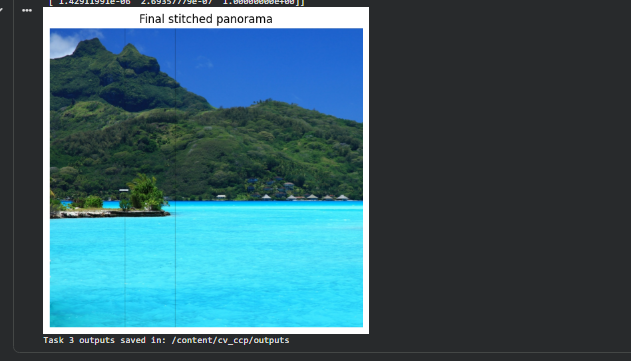 [ 1.42911991e-06 2.69357779e-07 1.00000000e+00]]
Final stitched panorama
Task 3 outputs saved in: /content/cv_ccp/outputs